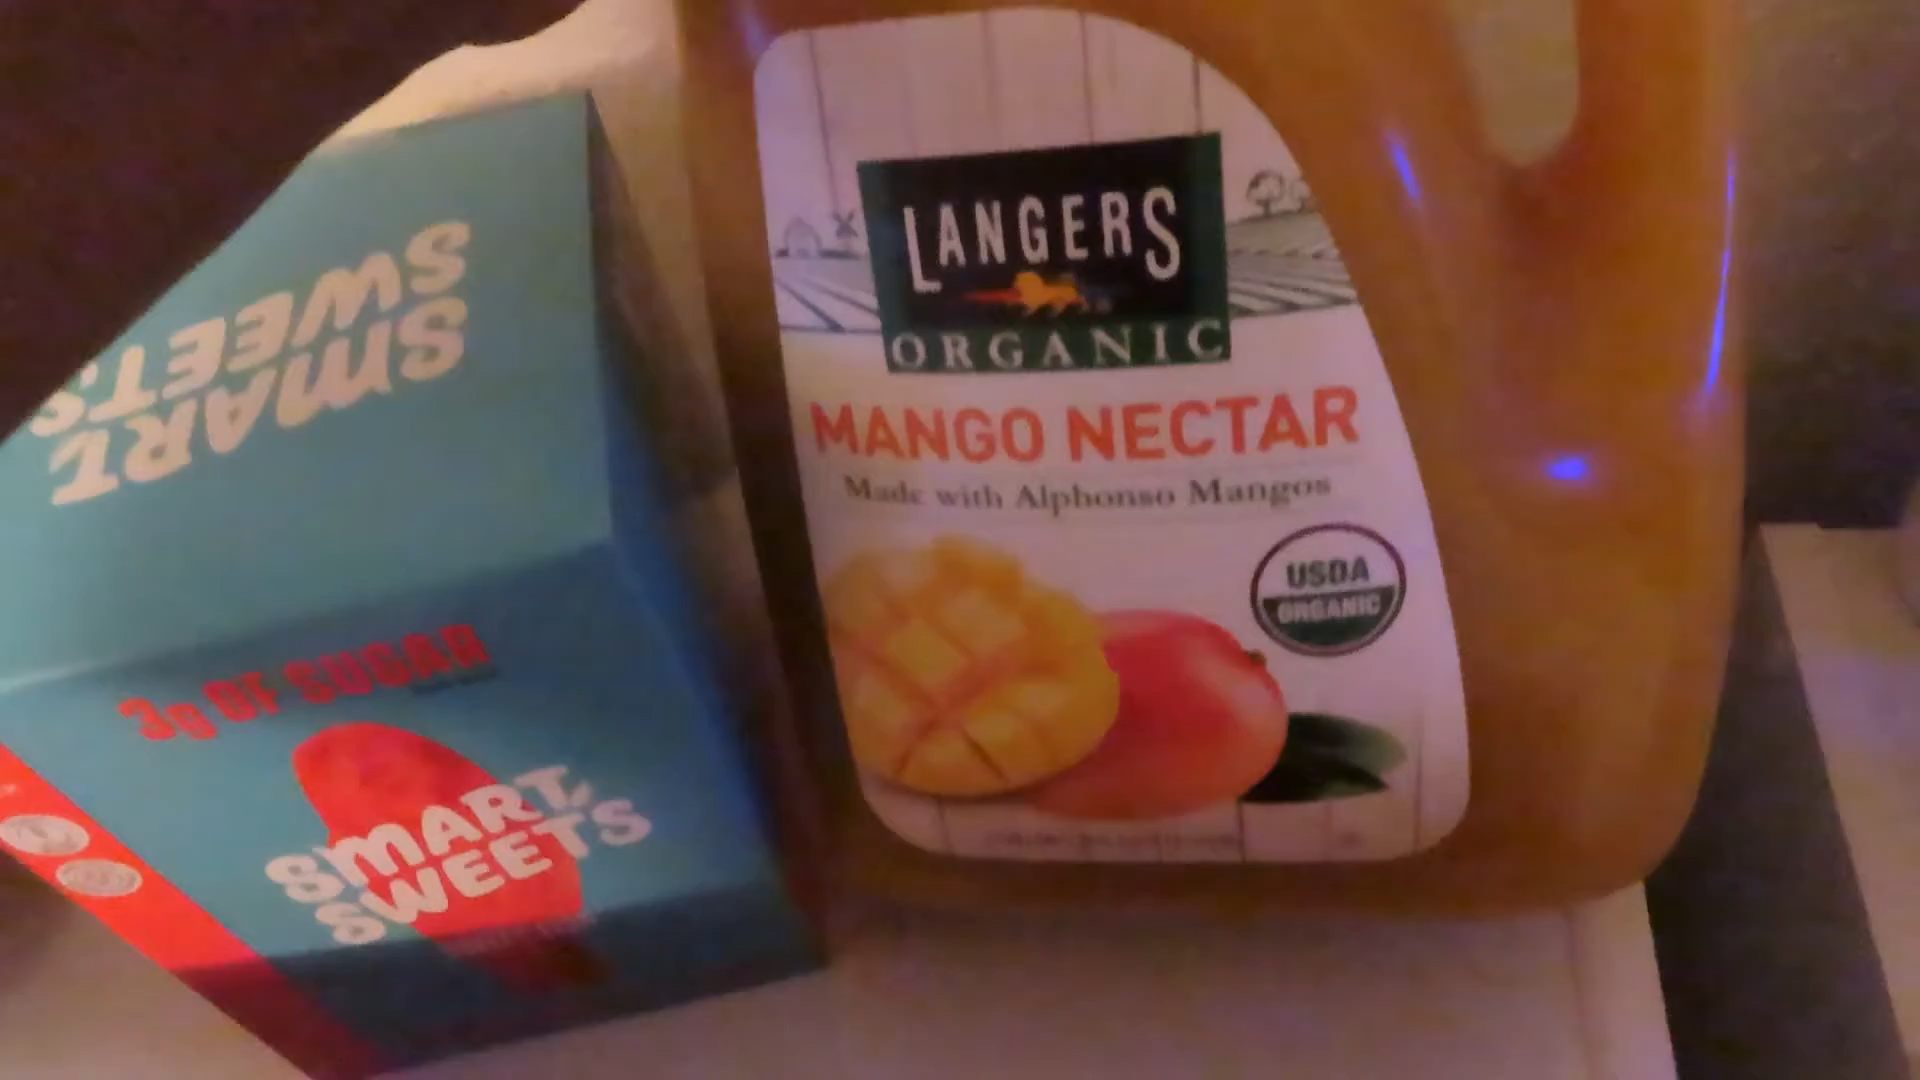 SMART
SWEETS
3g OF SUGAR
SMART
SWEETS
LANGERS
ORGANIC
MANGO NECTAR
Made with Alphonso Mangos
USDA
ORGANIC